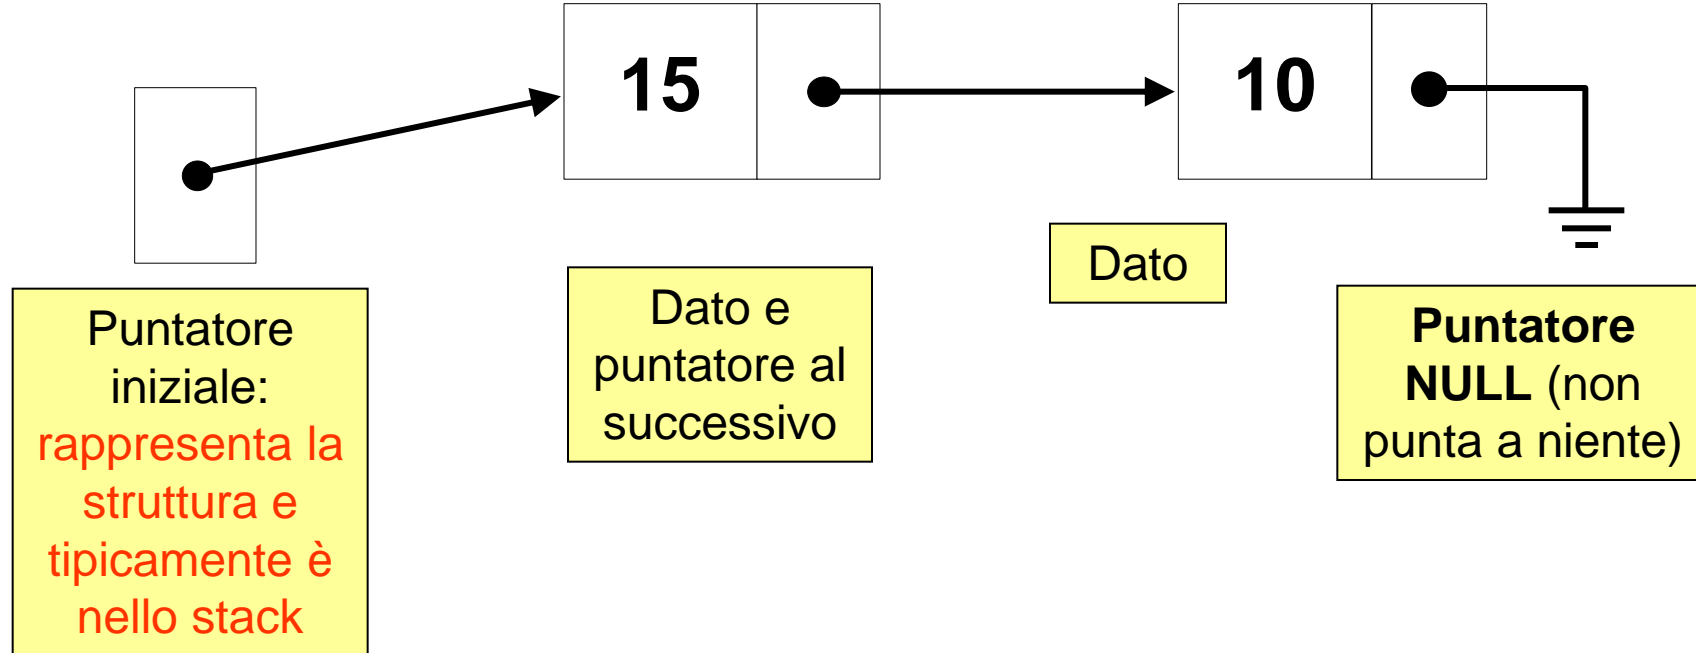 15
10
Puntatore
iniziale:
rappresenta la
struttura e
tipicamente è
nello stack
Dato e
puntatore al
successivo
Dato
Puntatore
NULL (non
punta a niente)